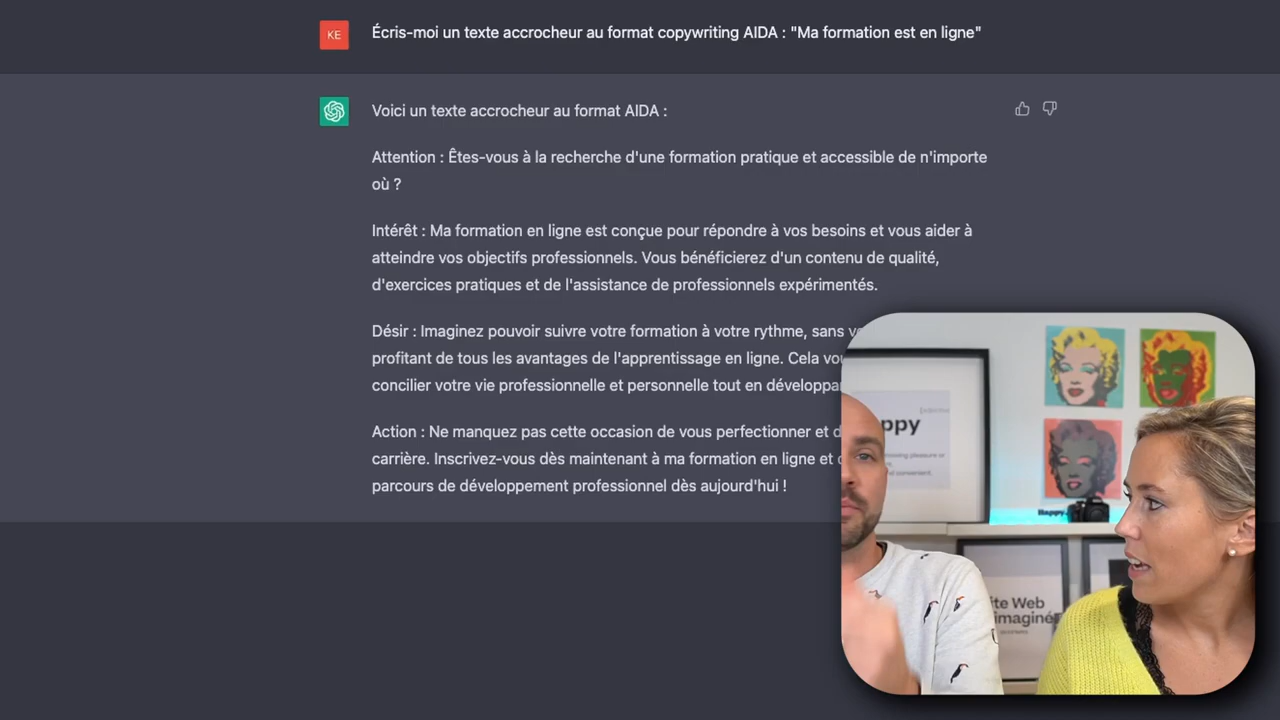 KE
Écris-moi un texte accrocheur au format copywriting AIDA : "Ma formation est en ligne"
Voici un texte accrocheur au format AIDA :
Attention : Êtes-vous à la recherche d'une formation pratique et accessible de n'importe
où ?
Intérêt : Ma formation en ligne est conçue pour répondre à vos besoins et vous aider à
atteindre vos objectifs professionnels. Vous bénéficierez d'un contenu de qualité,
d'exercices pratiques et de l'assistance de professionnels expérimentés.
Désir : Imaginez pouvoir suivre votre formation à votre rythme, sans
profitant de tous les avantages de l'apprentissage en ligne. Cela
concilier votre vie professionnelle et personnelle tout en
Action : Ne manquez pas cette occasion de vous perfectionner et
carrière. Inscrivez-vous dès maintenant à ma formation en ligne et
parcours de développement professionnel dès aujourd'hui !
ppy
Happy
ite Web
imaginé